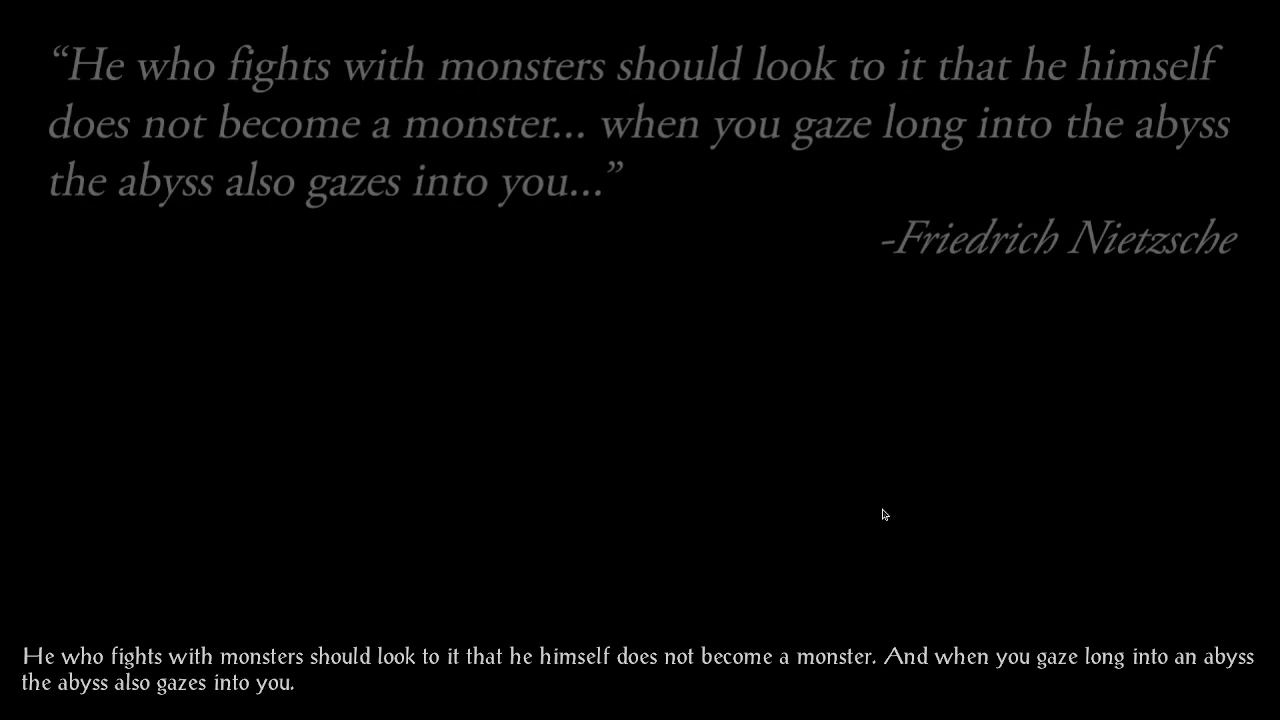 “He who fights with monsters should look to it that he himself
does not become a monster... when you gaze long into the abyss
the abyss also gazes into you...”
-Friedrich Nietzsche
He who fights with monsters should look to it that he himself does not become a monster. And when you gaze long into an abyss
the abyss also gazes into you.